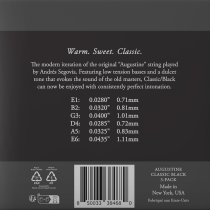 Warm. Sweet. Classic.
The modern iteration of the original "Augustine" string played
by Andrés Segovia. Featuring low tension basses and a dulcet
tone that evokes the sound of the old masters, Classic/Black
can now be enjoyed with consistently perfect intonation.
E1: 0.0280" 0.71mm
B2: 0.0320" 0.81mm
G3: 0.0400" 1.01mm
D4: 0.0285" 0.72mm
A5: 0.0325" 0.83mm
E6: 0.0435" 1.11mm
AUGUSTINE
CLASSIC BLACK
3-PACK
Made in
New York, USA